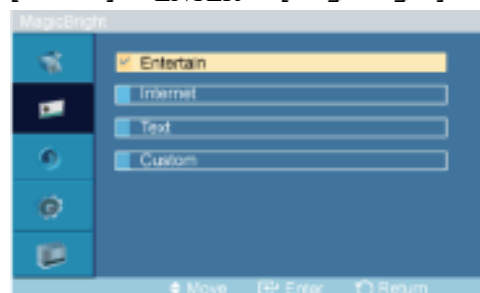 MagicBright
Entertain
Internet
Text
Custom
Move Enter Return